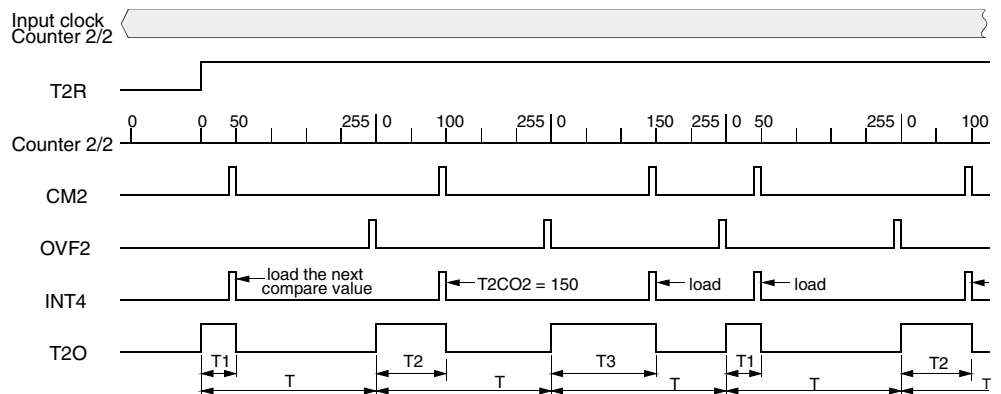 Input clock
Counter 2/2
T2R
0 0 50 255 0 100 255 0 150 255 0 50 255 0 100
Counter 2/2
CM2
OVF2
load the next
compare value
T2CO2 = 150
load
load
INT4
T2O
T1 T2 T3 T1 T2
T T T T T